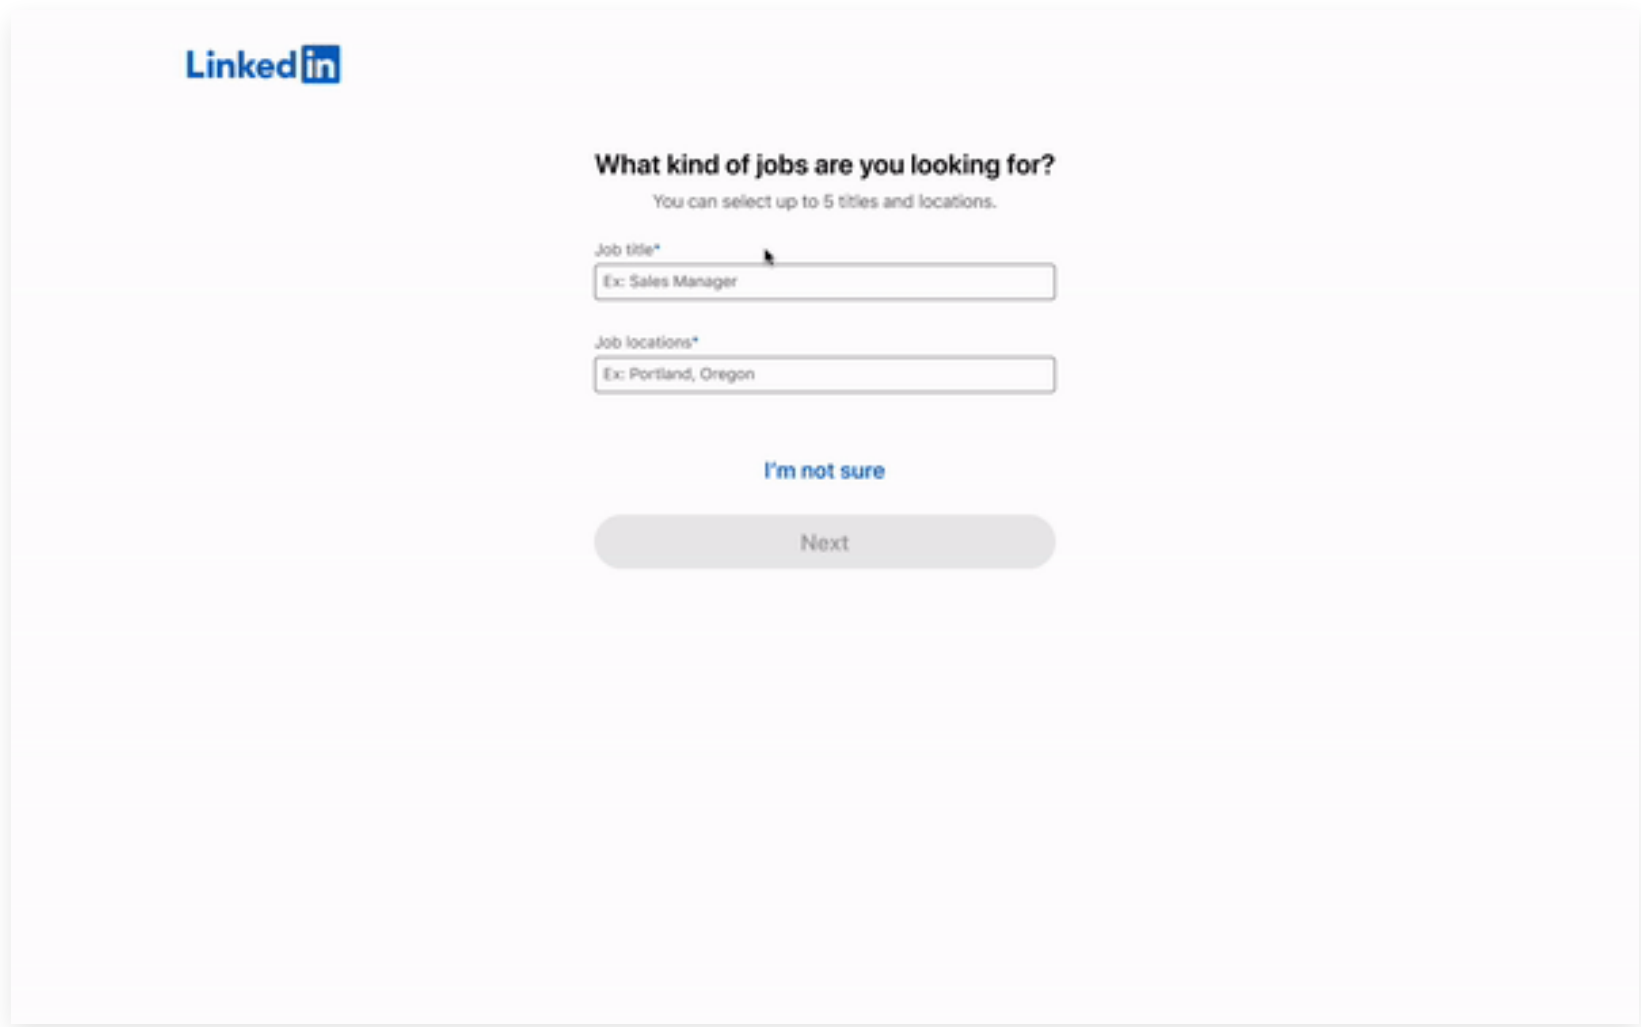 LinkedIn
What kind of jobs are you looking for?
You can select up to 5 titles and locations.
Job title*
Ex: Sales Manager
Job locations*
Ex: Portland, Oregon
I'm not sure
Next